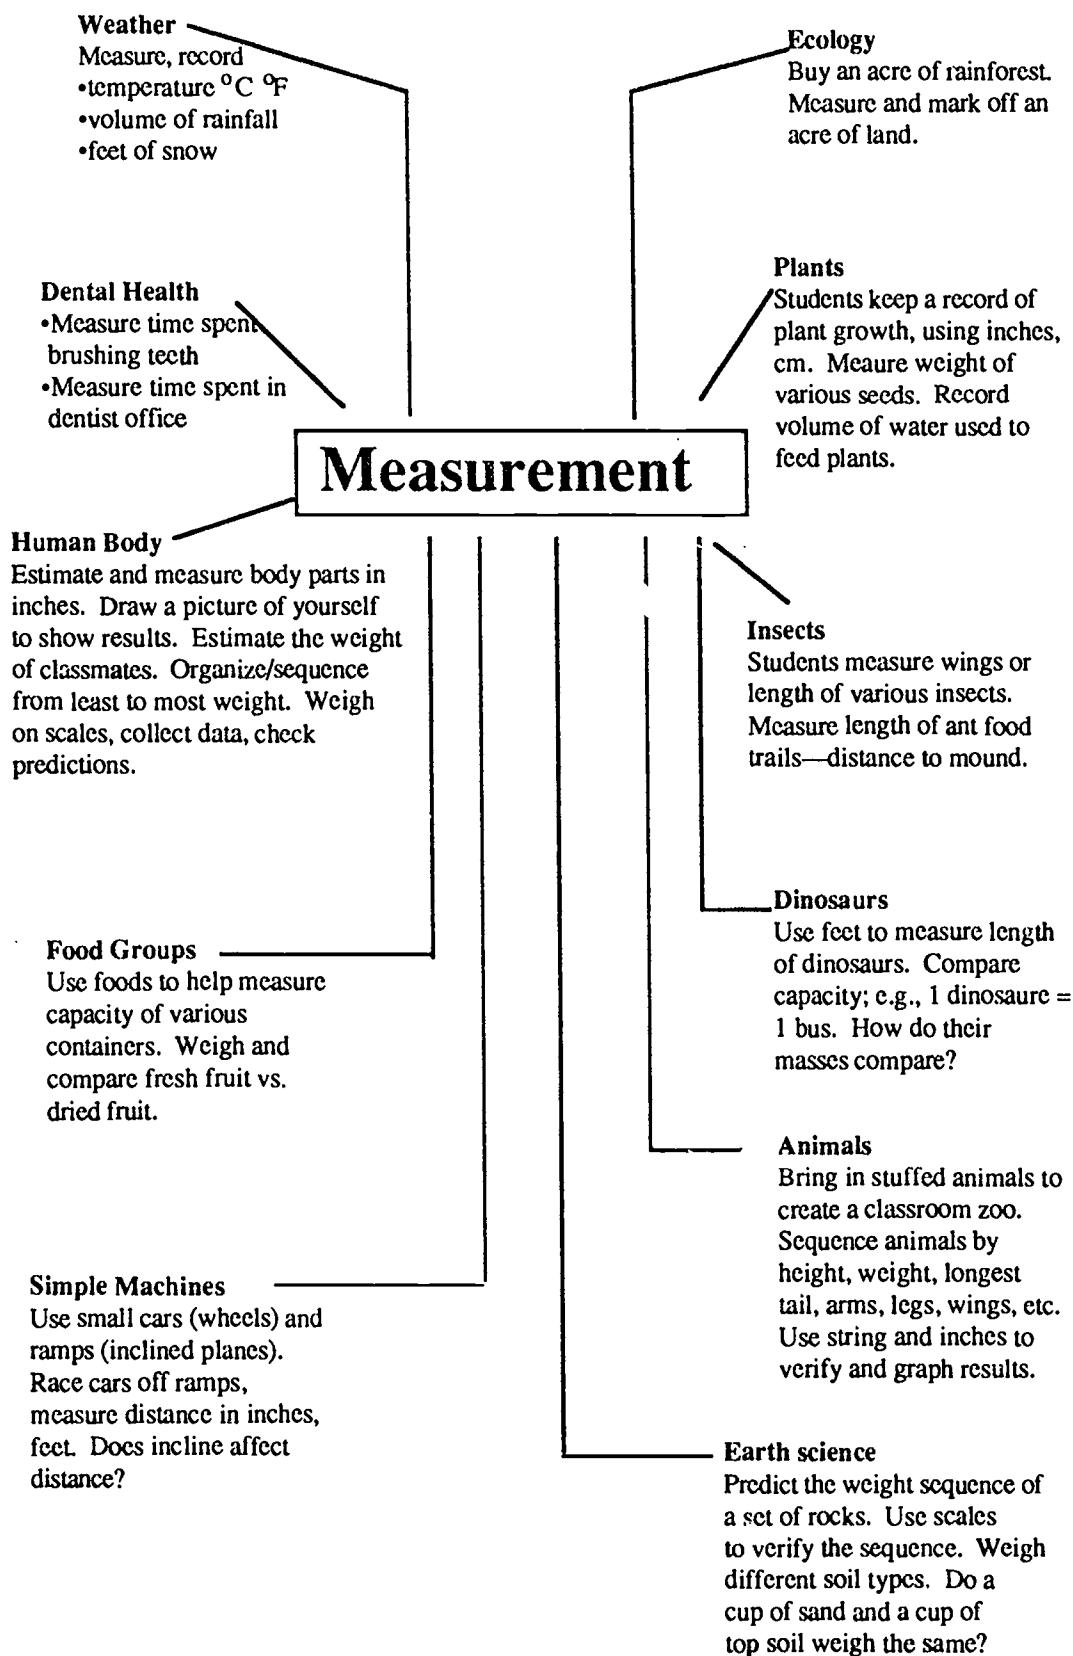 Weather
Measure, record
•temperature °C °F
•volume of rainfall
•feet of snow
Ecology
Buy an acre of rainforest.
Measure and mark off an
acre of land.
Dental Health
•Measure time spent
brushing teeth
•Measure time spent in
dentist office
Plants
Students keep a record of
plant growth, using inches,
cm. Meaure weight of
various seeds. Record
volume of water used to
feed plants.
Measurement
Human Body
Estimate and measure body parts in
inches. Draw a picture of yourself
to show results. Estimate the weight
of classmates. Organize/sequence
from least to most weight. Weigh
on scales, collect data, check
predictions.
Insects
Students measure wings or
length of various insects.
Measure length of ant food
trails—distance to mound.
Food Groups
Use foods to help measure
capacity of various
containers. Weigh and
compare fresh fruit vs.
dried fruit.
Dinosaurs
Use feet to measure length
of dinosaurs. Compare
capacity; e.g., 1 dinosaure =
1 bus. How do their
masses compare?
Animals
Bring in stuffed animals to
create a classroom zoo.
Sequence animals by
height, weight, longest
tail, arms, legs, wings, etc.
Use string and inches to
verify and graph results.
Simple Machines
Use small cars (wheels) and
ramps (inclined planes).
Race cars off ramps,
measure distance in inches,
feet. Does incline affect
distance?
Earth science
Predict the weight sequence of
a set of rocks. Use scales
to verify the sequence. Weigh
different soil types. Do a
cup of sand and a cup of
top soil weigh the same?